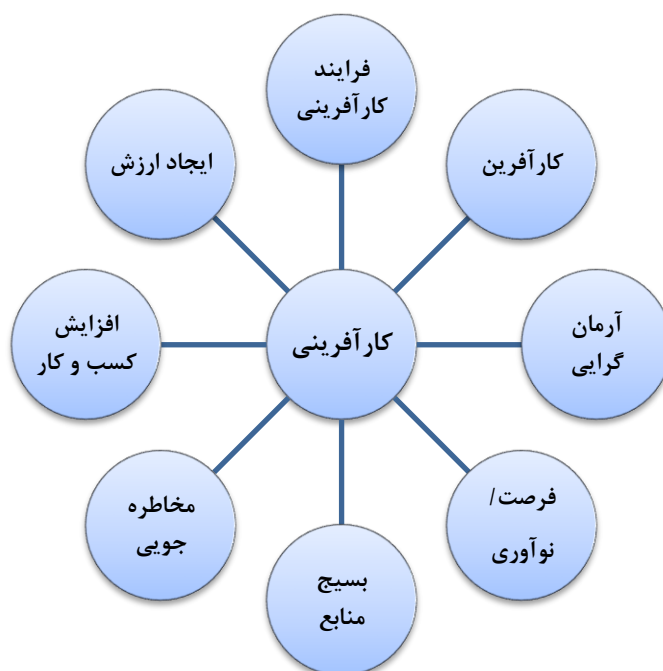 فرایند
کارآفرینی
کارآفرین
آرمان
گرایی
فرصت/
نوآوری
بسیج
منابع
مخاطره
جویی
افزایش
کسب و کار
ایجاد ارزش
کارآفرینی